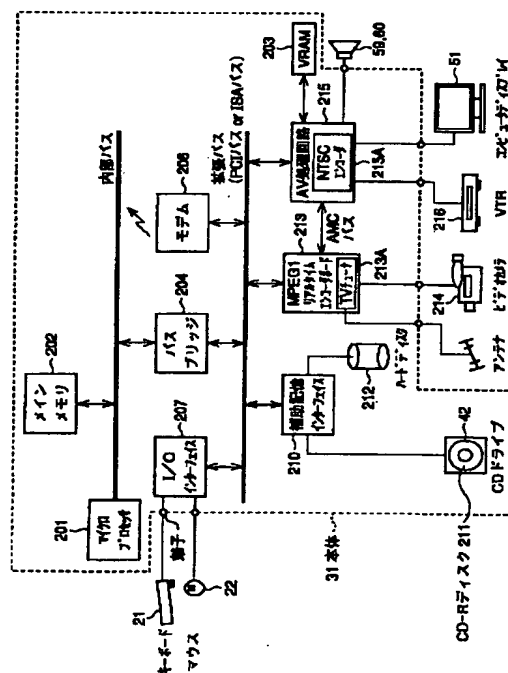 201
マイクロ
プロセッサ
メイン
メモリ
202
内部バス
バス
ブリッジ
204
モデム
206
I/O
インターフェイス
207
端子
21
キーボード
22
マウス
拡張バス
(PCIバス or ISAバス)
補助記憶
インターフェイス
210
212
ハードディスク
MPEG1
リアルタイム
エンコーダボード
TVチューナ
213
213A
AMC
バス
AV処理回路
NTSC
エンコーダ
215
215A
VRAM
203
59,60
31 本体
CD-Rディスク 211
42
CDドライブ
アンテナ
214
ビデオカメラ
216
VTR
51
コンピュータディスプレイ